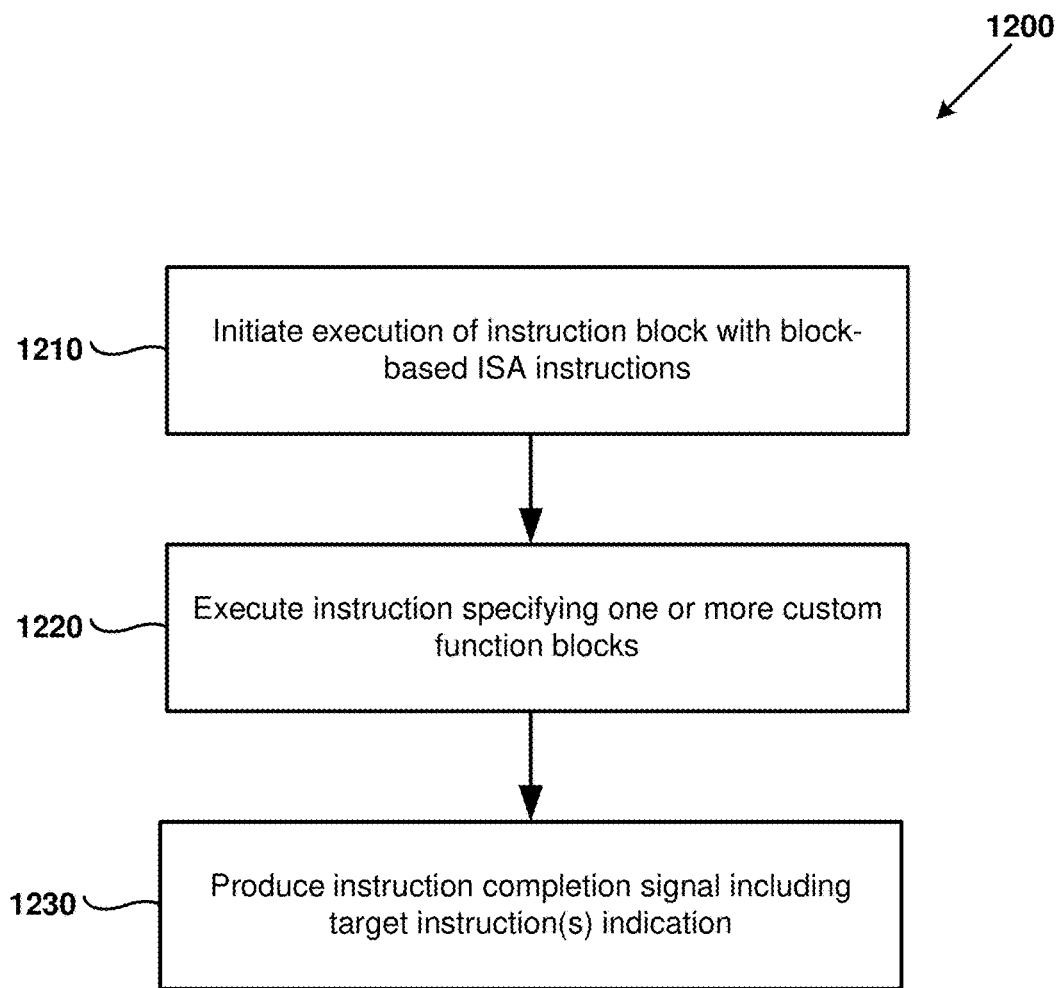 1200
Initiate execution of instruction block with block-
based ISA instructions
1210
Execute instruction specifying one or more custom
function blocks
1220
Produce instruction completion signal including
target instruction(s) indication
1230